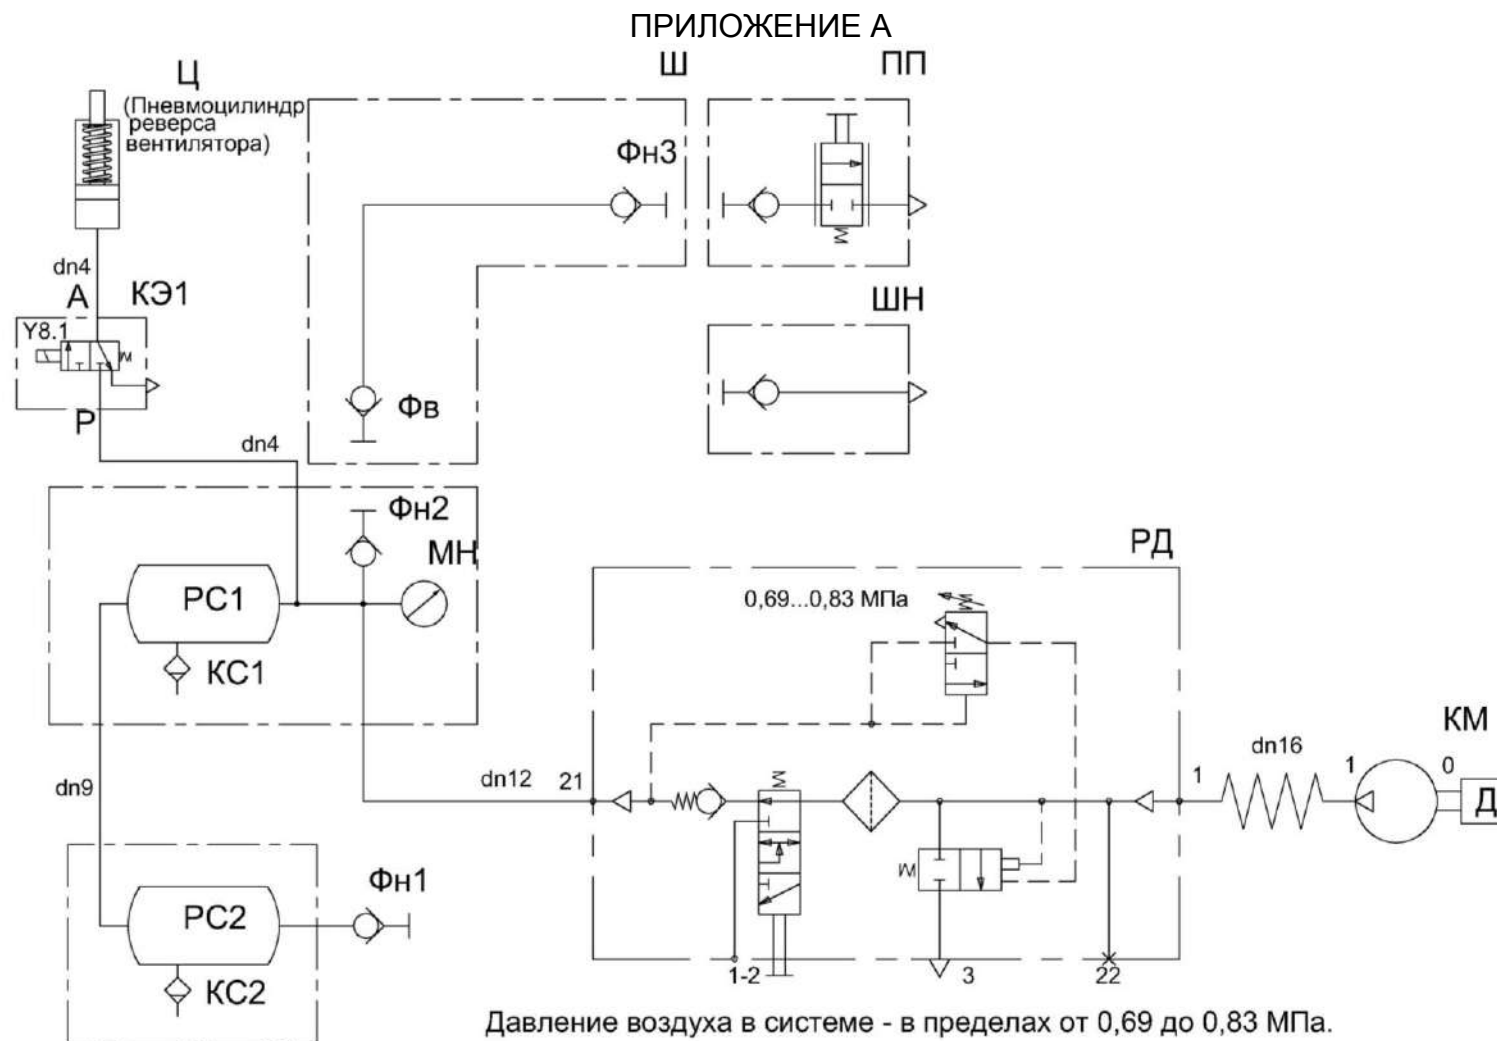 ПРИЛОЖЕНИЕ А
Ц
(Пневмоцилиндр
реверса
вентилятора)
Ш
ПП
Фн3
dn4
А
КЭ1
Y8.1
Р
ШН
Фв
dn4
Фн2
МН
РД
0,69...0,83 МПа
РС1
КС1
КМ
dn16
1
1
0
Д
dn12
21
dn9
Фн1
РС2
КС2
1-2
3
22
Давление воздуха в системе - в пределах от 0,69 до 0,83 МПа.